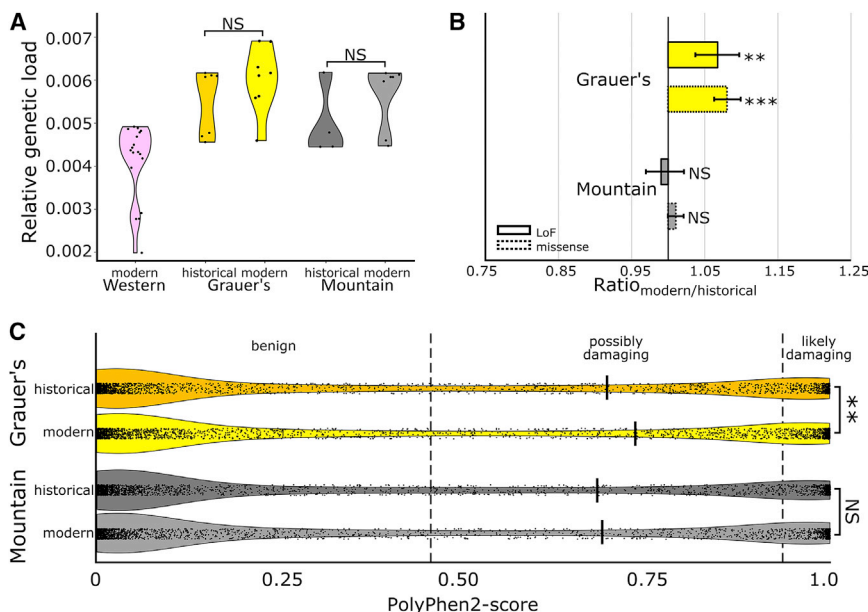 A
Relative genetic load
0.007
0.006
0.005
0.004
0.003
0.002
NS
NS
modern
Western
historical modern
Grauer's
historical modern
Mountain
B
Grauer's
**
***
Mountain
NS
NS
LoF
missense
0.75
0.85
0.95
1.05
1.15
1.25
Ratio modern/historical
C
benign
possibly
damaging
likely
damaging
Grauer's
historical
modern
**
Mountain
historical
modern
NS
0
0.25
0.50
0.75
1.0
PolyPhen2-score